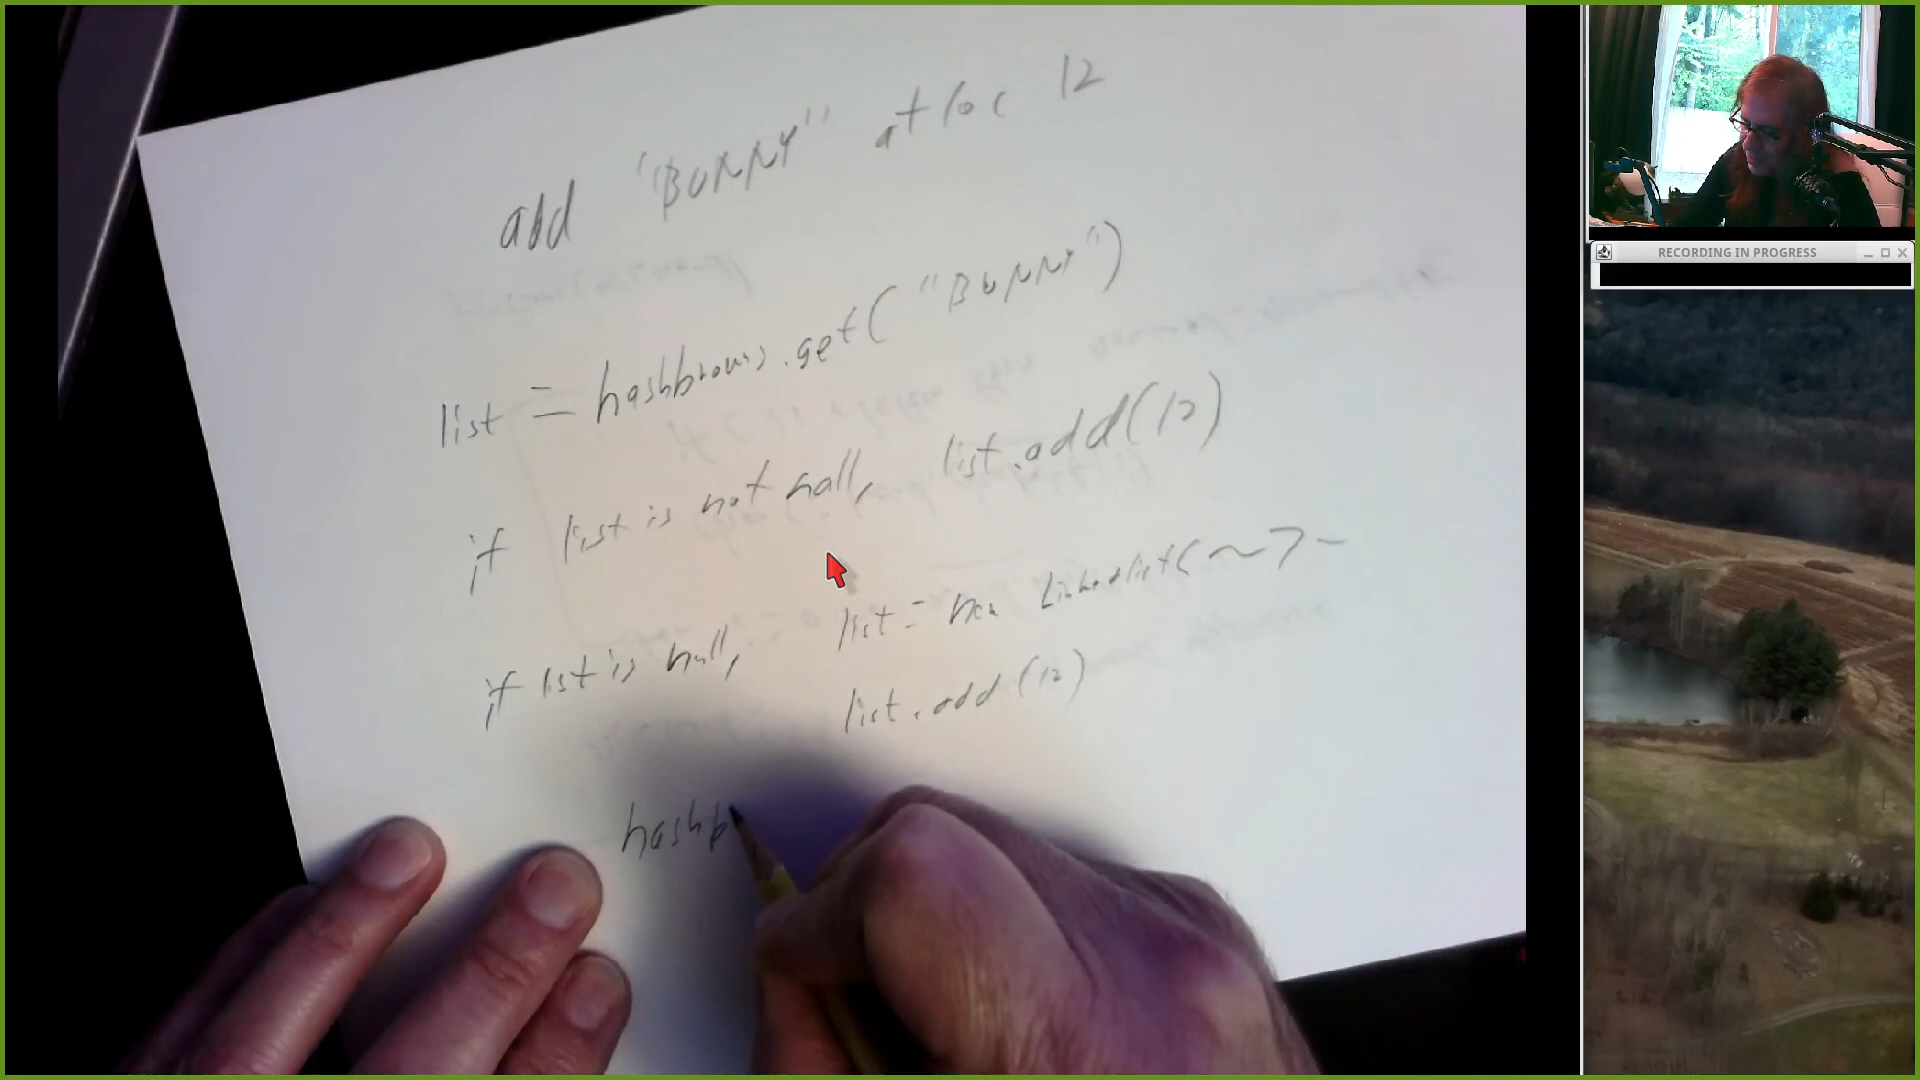 add "BUNNY" at loc 12
list = hashbrowns.get("BUNNY")
if list is not null, list.add(12)
if list is null, list = new Linkedlist(~)~
list.add(12)
hashb
RECORDING IN PROGRESS